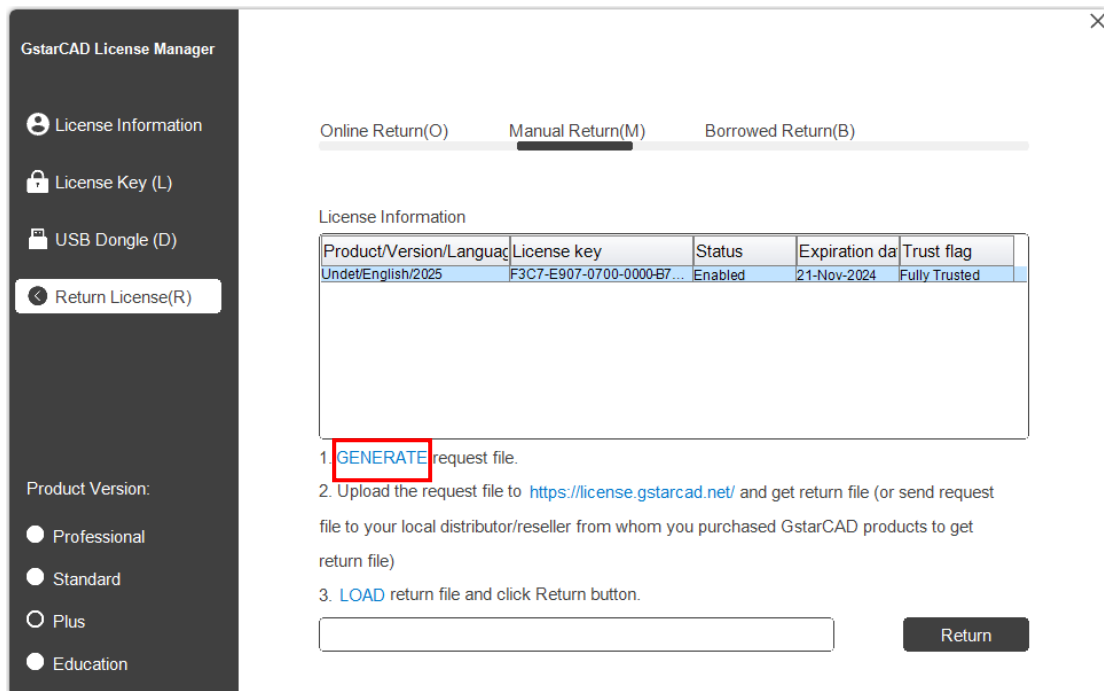 GstarCAD License Manager
License Information
License Key (L)
USB Dongle (D)
Return License(R)
Product Version:
Professional
Standard
Plus
Education
Online Return(O) Manual Return(M) Borrowed Return(B)
License Information
Product/Version/Languag License key Status Expiration da Trust flag
Undet/English/2025 F3C7-E907-0700-0000-B7... Enabled 21-Nov-2024 Fully Trusted
1. GENERATE request file.
2. Upload the request file to https://license.gstarcad.net/ and get return file (or send request
file to your local distributor/reseller from whom you purchased GstarCAD products to get
return file)
3. LOAD return file and click Return button.
Return